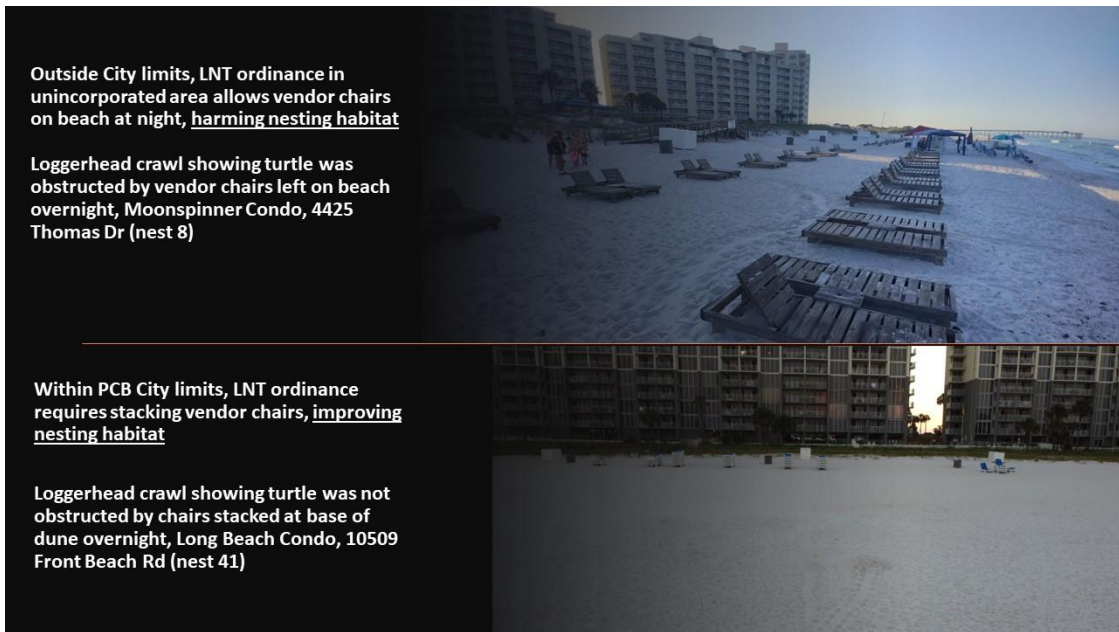 Outside City limits, LNT ordinance in
unincorporated area allows vendor chairs
on beach at night, harming nesting habitat
Loggerhead crawl showing turtle was
obstructed by vendor chairs left on beach
overnight, Moonspinner Condo, 4425
Thomas Dr (nest 8)
Within PCB City limits, LNT ordinance
requires stacking vendor chairs, improving
nesting habitat
Loggerhead crawl showing turtle was not
obstructed by chairs stacked at base of
dune overnight, Long Beach Condo, 10509
Front Beach Rd (nest 41)